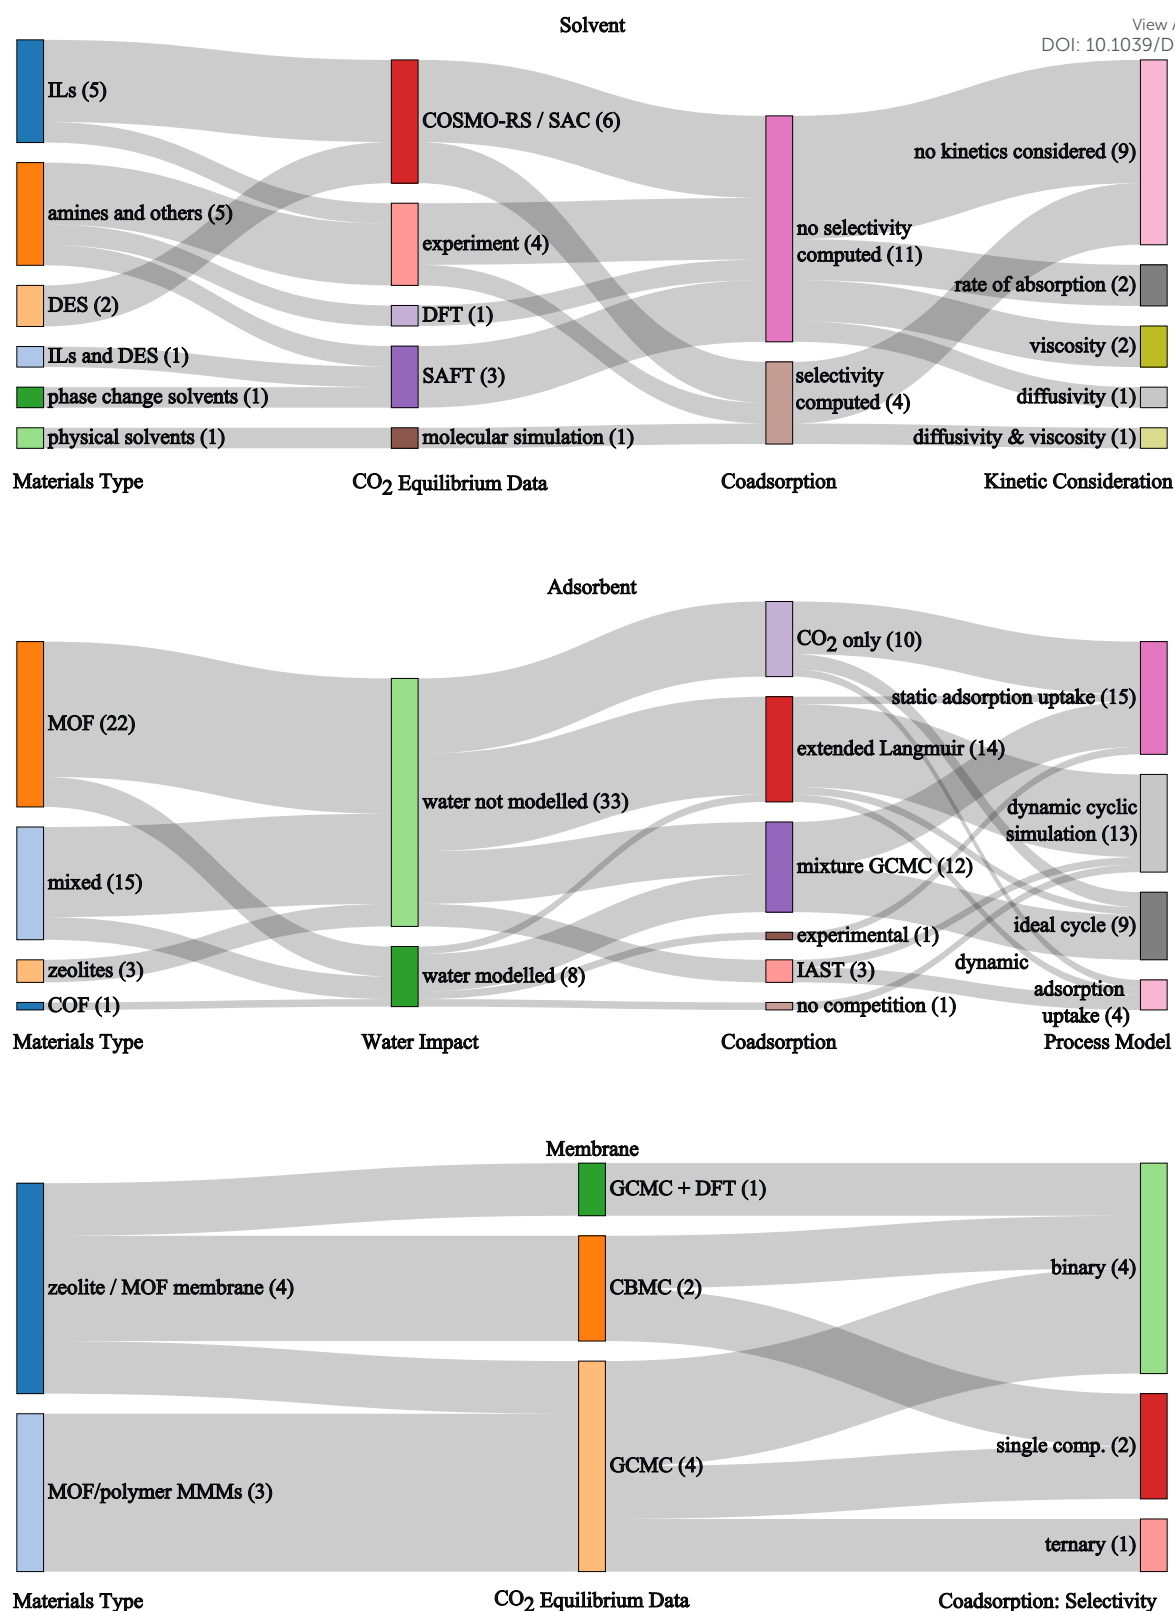 Solvent
View A
DOI: 10.1039/D
ILs (5)
COSMO-RS / SAC (6)
no kinetics considered (9)
amines and others (5)
experiment (4)
no selectivity
computed (11)
rate of absorption (2)
DES (2)
DFT (1)
viscosity (2)
ILs and DES (1)
SAFT (3)
selectivity
computed (4)
diffusivity (1)
phase change solvents (1)
physical solvents (1)
molecular simulation (1)
diffusivity & viscosity (1)
Materials Type
CO2 Equilibrium Data
Coadsorption
Kinetic Consideration
Adsorbent
CO2 only (10)
MOF (22)
static adsorption uptake (15)
extended Langmuir (14)
water not modelled (33)
dynamic cyclic
simulation (13)
mixed (15)
mixture GCMC (12)
ideal cycle (9)
experimental (1)
zeolites (3)
water modelled (8)
IAST (3)
dynamic
adsorption
uptake (4)
COF (1)
no competition (1)
Materials Type
Water Impact
Coadsorption
Process Model
Membrane
GCMC + DFT (1)
zeolite / MOF membrane (4)
CBMC (2)
binary (4)
MOF/polymer MMMs (3)
GCMC (4)
single comp. (2)
ternary (1)
Materials Type
CO2 Equilibrium Data
Coadsorption: Selectivity